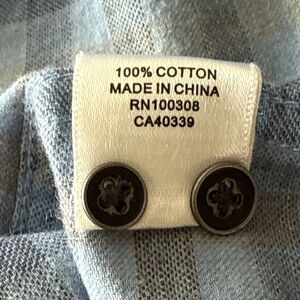 100% COTTON
MADE IN CHINA
RN100308
CA40339